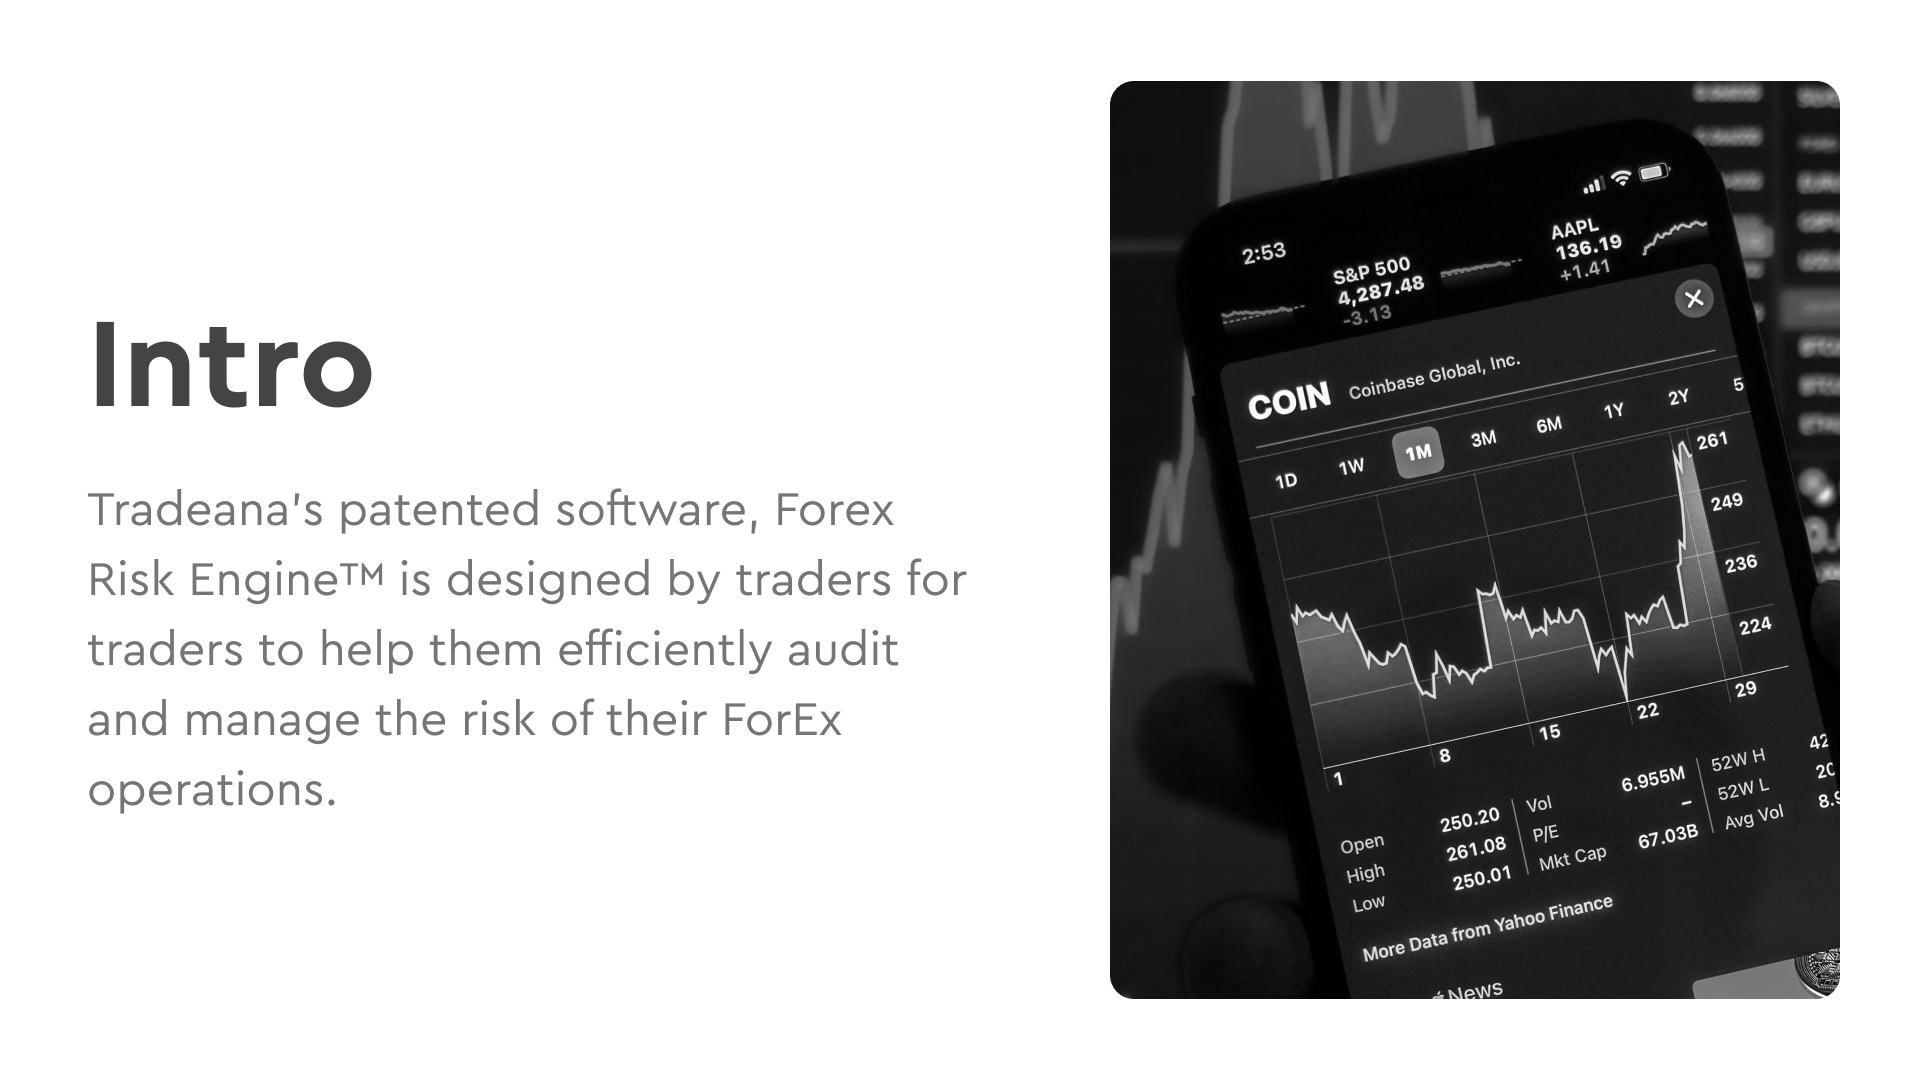 Intro
Tradeana's patented software, Forex
Risk Engine™ is designed by traders for
traders to help them efficiently audit
and manage the risk of their ForEx
operations.
2:53
S&P 500
4,287.48
-3.13
AAPL
136.19
+1.41
COIN Coinbase Global, Inc.
1D 1W 1M 3M 6M 1Y 2Y 5
261
249
236
224
1 8 15 22 29
Open 250.20
High 261.08
Low 250.01
Vol 6.955M
P/E –
Mkt Cap 67.03B
52W H 42
52W L 20
Avg Vol 8.9
More Data from Yahoo Finance
News